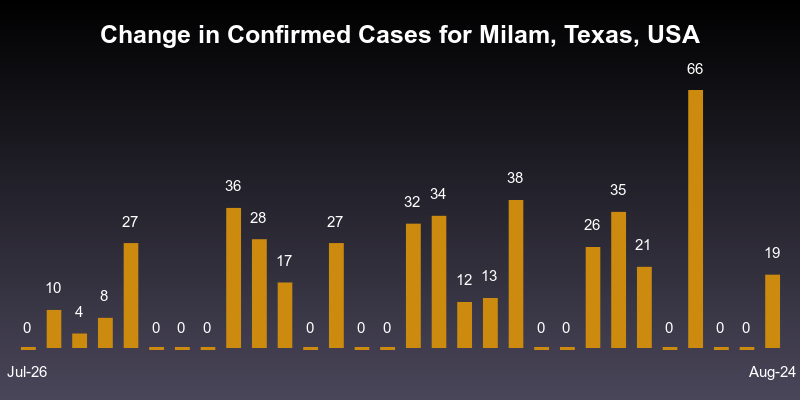 Change in Confirmed Cases for Milam, Texas, USA
0 10 4 8 27 0 0 0 36 28 17 0 27 0 0 32 34 12 13 38 0 0 26 35 21 0 66 0 0 19
Jul-26 Aug-24